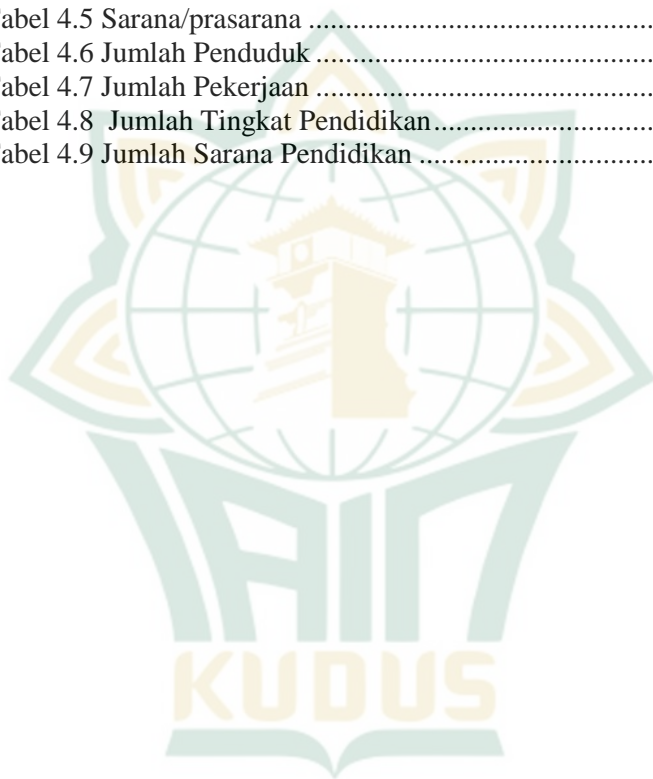 abel 4.5 Sarana/prasarana ....................................................
abel 4.6 Jumlah Penduduk ...................................................
abel 4.7 Jumlah Pekerjaan ...................................................
abel 4.8 Jumlah Tingkat Pendidikan..................................
abel 4.9 Jumlah Sarana Pendidikan ....................................
IAIN
KUDUS